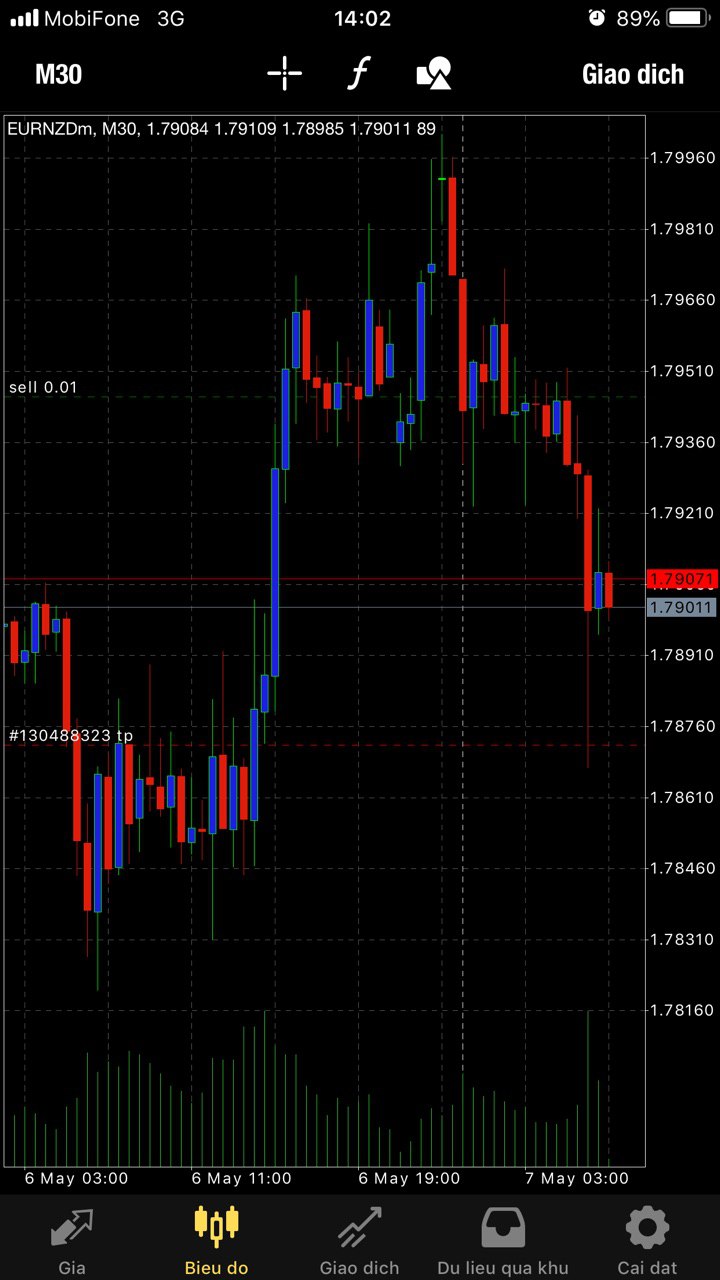 MobiFone 3G 14:02 89%
M30 f Giao dich
EURNZDm, M30, 1.79084 1.79109 1.78985 1.79011 89
1.79960
1.79810
1.79660
1.79510
sell 0.01
1.79360
1.79210
1.79071
1.79011
1.78910
1.78760
#130488323 tp
1.78610
1.78460
1.78310
1.78160
6 May 03:00 6 May 11:00 6 May 19:00 7 May 03:00
Gia Bieu do Giao dich Du lieu qua khu Cai dat